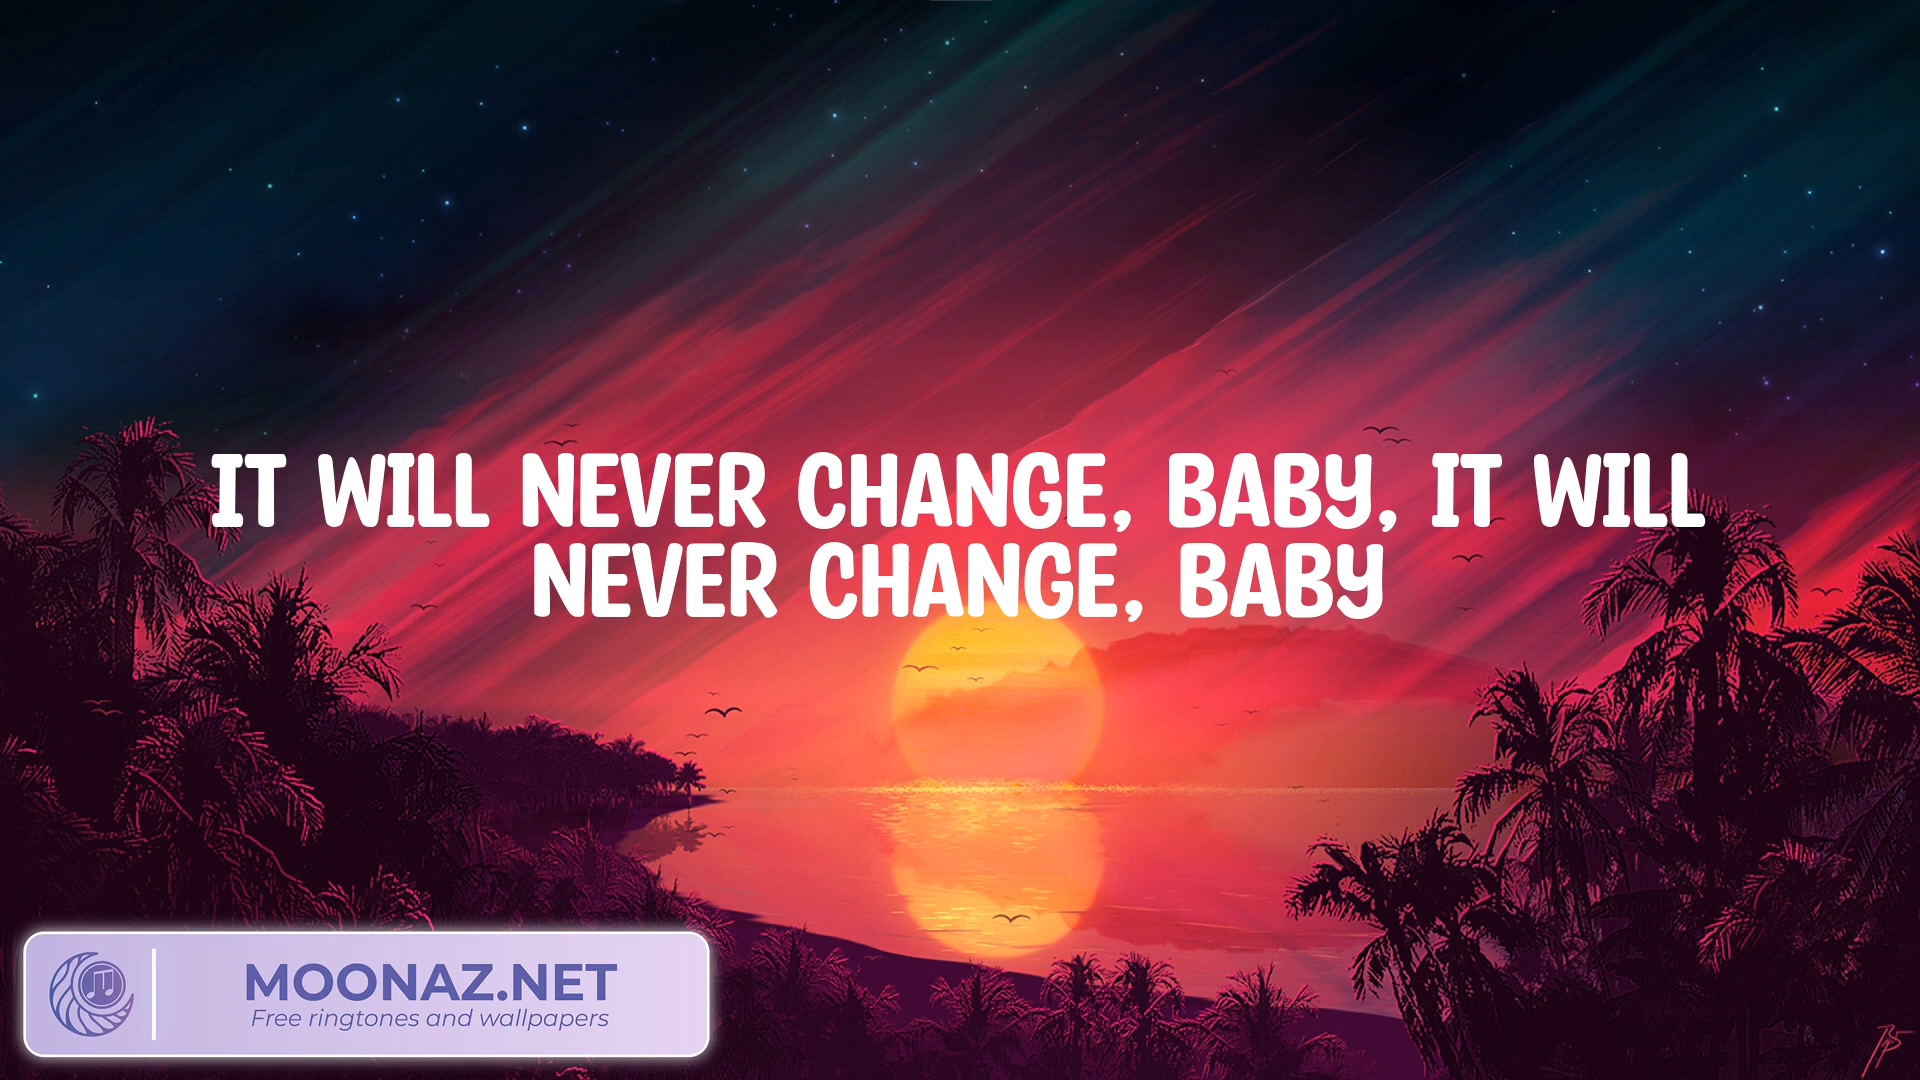 IT WILL NEVER CHANGE, BABY, IT WILL
NEVER CHANGE, BABY
MOONAZ.NET
Free ringtones and wallpapers